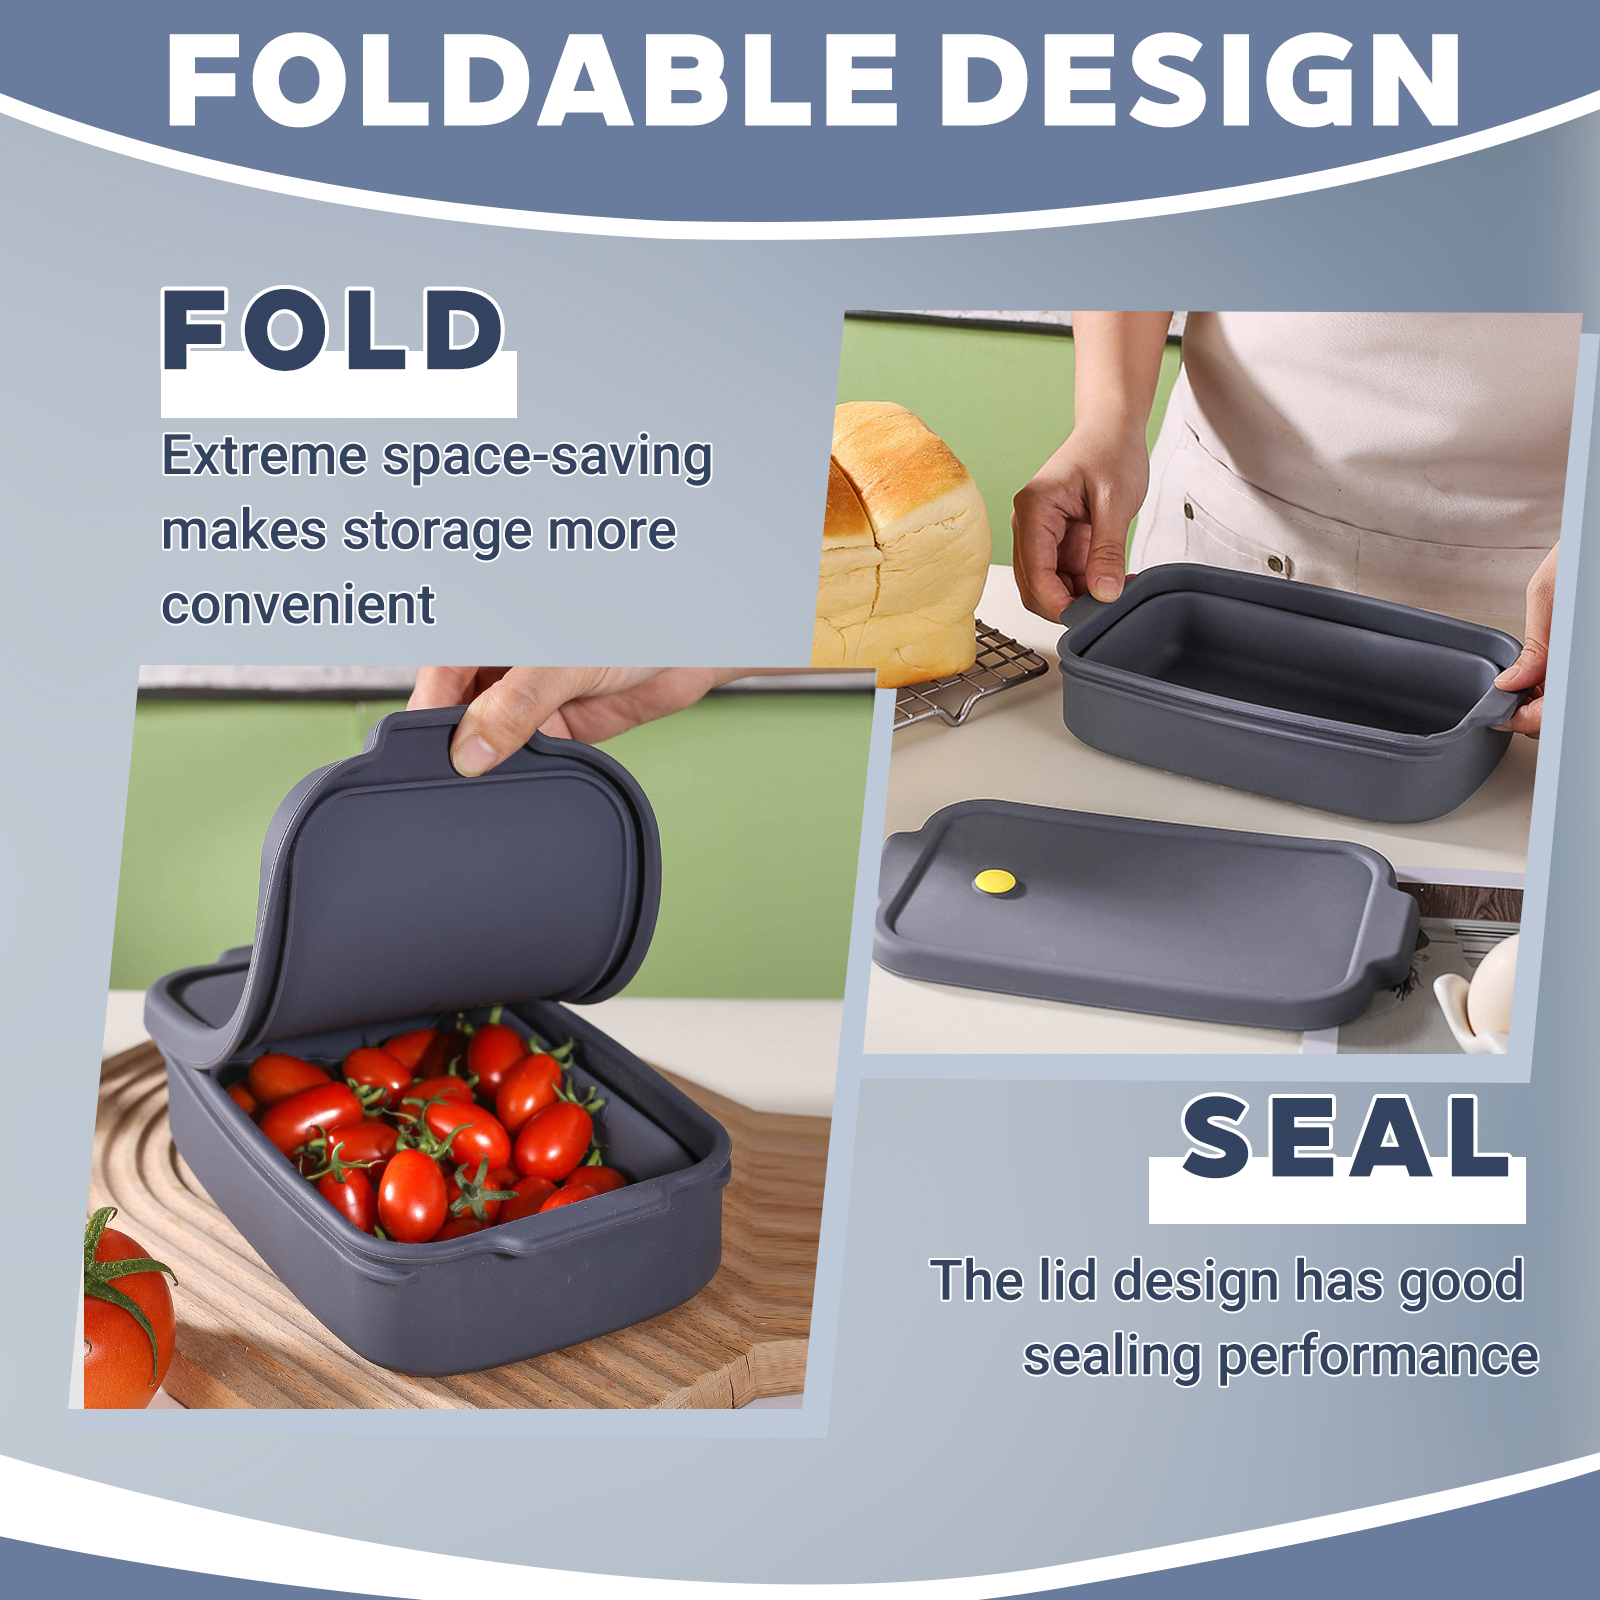 FOLDABLE DESIGN
FOLD
Extreme space-saving
makes storage more
convenient
SEAL
The lid design has good
sealing performance